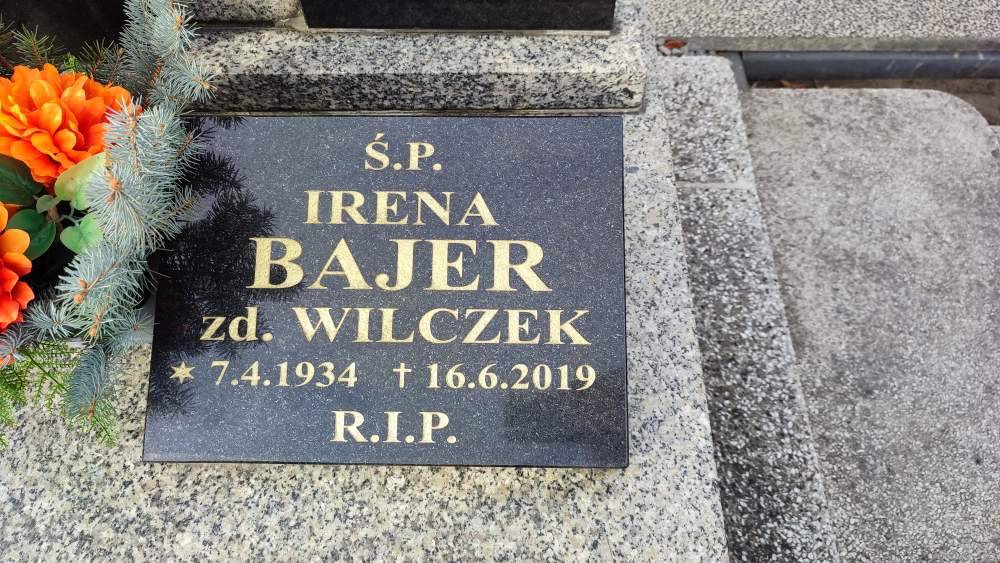 Ś.P.
IRENA
BAJER
zd. WILCZEK
* 7.4.1934 † 16.6.2019
R.I.P.